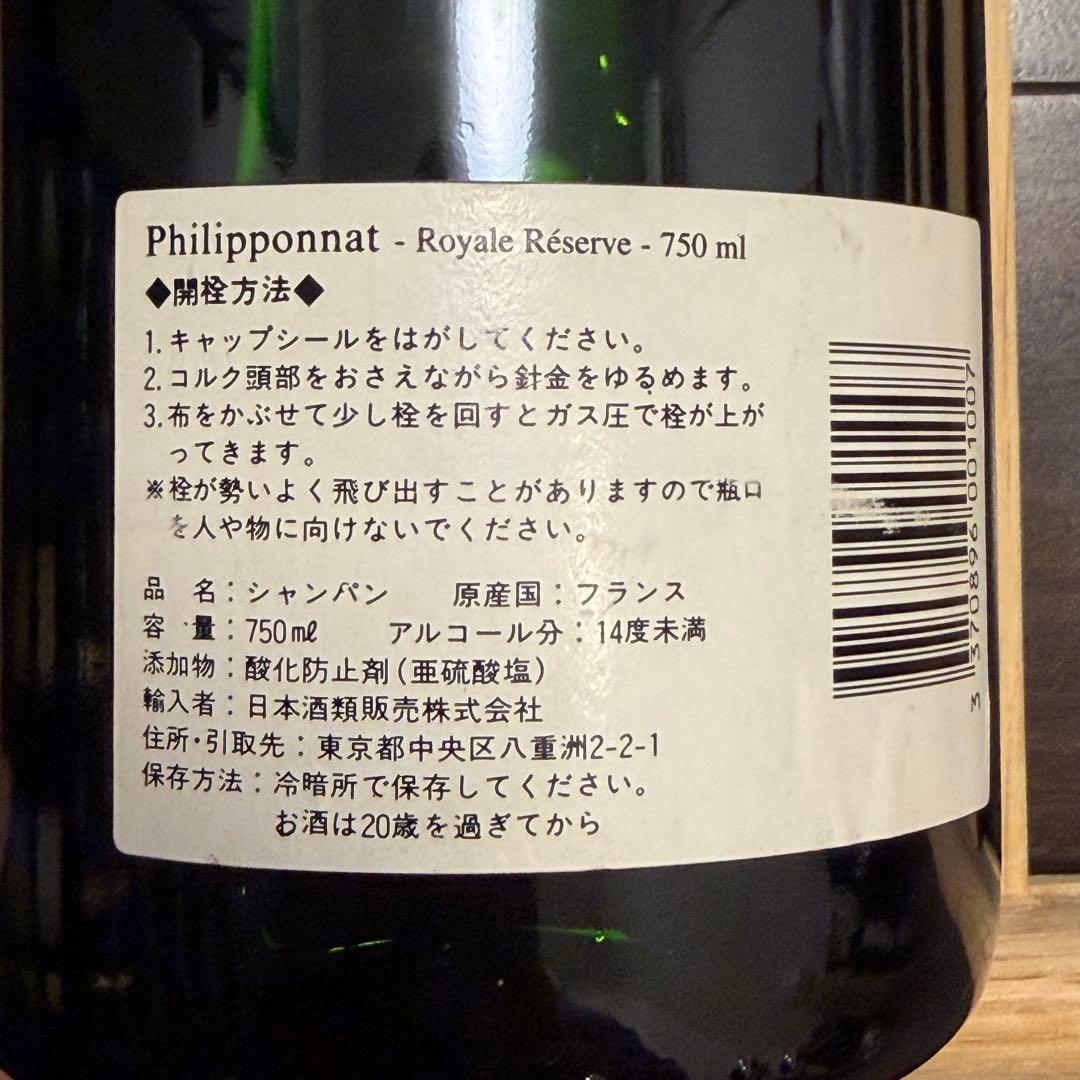 Philipponnat - Royale Réserve - 750 ml
◆開栓方法◆
1. キャップシールをはがしてください。
2. コルク頭部をおさえながら針金をゆるめます。
3. 布をかぶせて少し栓を回すとガス圧で栓が上が
ってきます。
※栓が勢いよく飛び出すことがありますので瓶口
を人や物に向けないでください。
品　名：シャンパン　　原産国：フランス
容　量：750㎖　　アルコール分：14度未満
添加物：酸化防止剤(亜硫酸塩)
輸入者：日本酒類販売株式会社
住所・引取先：東京都中央区八重洲2-2-1
保存方法：冷暗所で保存してください。
お酒は20歳を過ぎてから
3 370896 001007